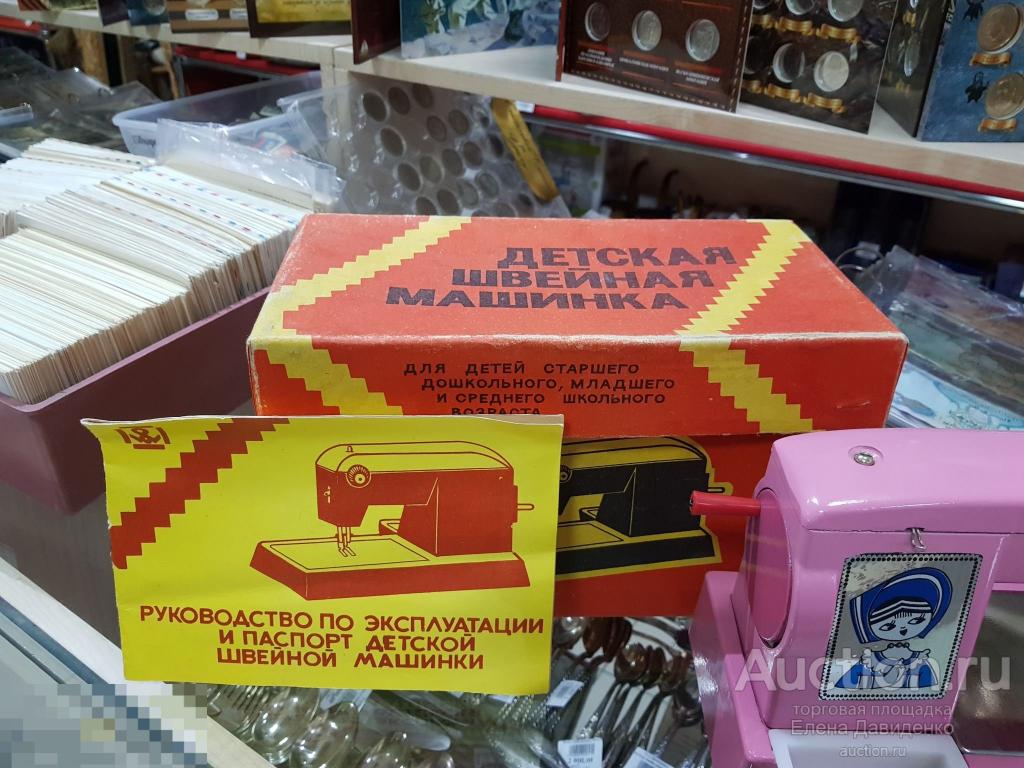 ДЕТСКАЯ
ШВЕЙНАЯ
МАШИНКА
ДЛЯ ДЕТЕЙ СТАРШЕГО
ДОШКОЛЬНОГО, МЛАДШЕГО
И СРЕДНЕГО ШКОЛЬНОГО
ВОЗРАСТА
РУКОВОДСТВО ПО ЭКСПЛУАТАЦИИ
И ПАСПОРТ ДЕТСКОЙ
ШВЕЙНОЙ МАШИНКИ
Auction.ru
торговая площадка
Елена Давиденко
auction.ru